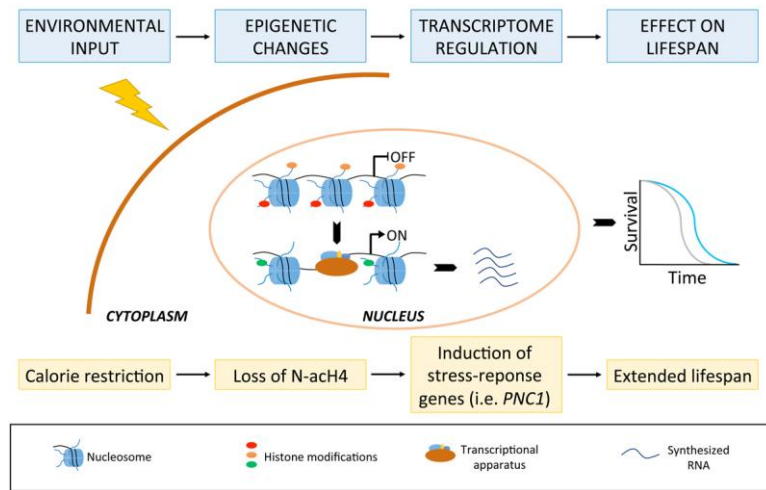 ENVIRONMENTAL
INPUT
EPIGENETIC
CHANGES
TRANSCRIPTOME
REGULATION
EFFECT ON
LIFESPAN
OFF
ON
CYTOPLASM
NUCLEUS
Survival
Time
Calorie restriction
Loss of N-acH4
Induction of
stress-reponse
genes (i.e. PNC1)
Extended lifespan
Nucleosome
Histone modifications
Transcriptional
apparatus
Synthesized
RNA